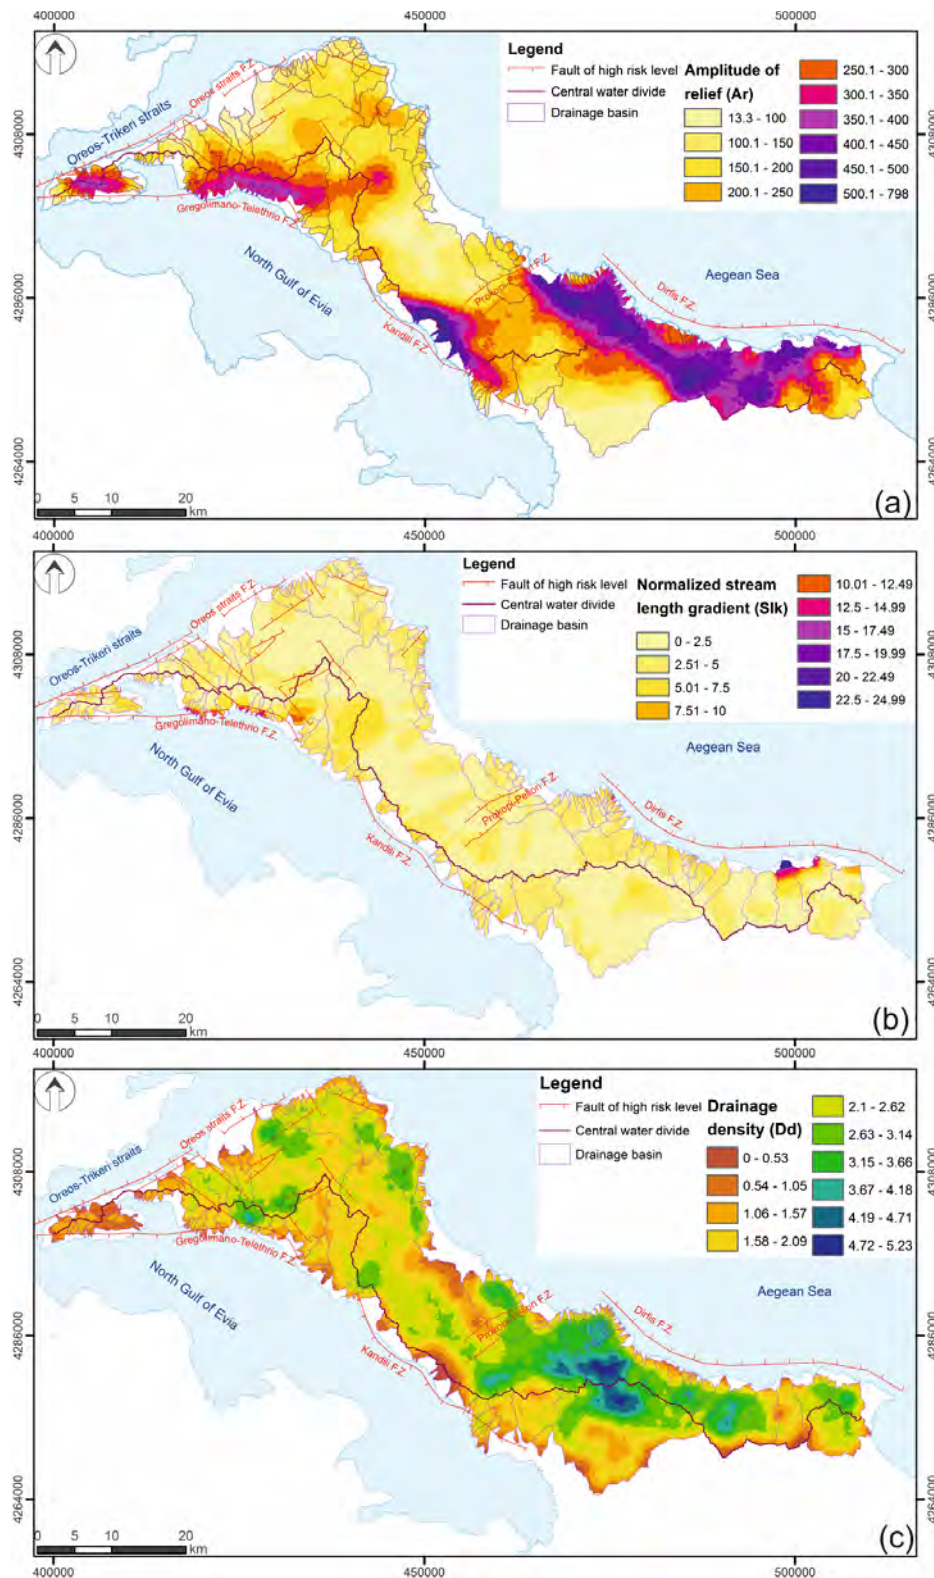 400000 450000 500000
Legend
Fault of high risk level
Central water divide
Drainage basin
Amplitude of
relief (Ar)
13.3 - 100
100.1 - 150
150.1 - 200
200.1 - 250
250.1 - 300
300.1 - 350
350.1 - 400
400.1 - 450
450.1 - 500
500.1 - 798
4308000 4308000
4286000 4286000
4264000 4264000
Oreos straits F.Z.
Oreos-Trikeri straits
Gregolimano-Telethrio F.Z.
North Gulf of Evia
Kandili F.Z.
Prokopi-Pelion F.Z.
Dirfis F.Z.
Aegean Sea
0 5 10 20
km
(a)
400000 450000 500000
Legend
Fault of high risk level
Central water divide
Drainage basin
Normalized stream
length gradient (Slk)
0 - 2.5
2.51 - 5
5.01 - 7.5
7.51 - 10
10.01 - 12.49
12.5 - 14.99
15 - 17.49
17.5 - 19.99
20 - 22.49
22.5 - 24.99
4308000 4308000
4286000 4286000
4264000 4264000
Oreos straits F.Z.
Oreos-Trikeri straits
Gregolimano-Telethrio F.Z.
North Gulf of Evia
Kandili F.Z.
Prokopi-Pelion F.Z.
Dirfis F.Z.
Aegean Sea
0 5 10 20
km
(b)
400000 450000 500000
Legend
Fault of high risk level
Central water divide
Drainage basin
Drainage
density (Dd)
0 - 0.53
0.54 - 1.05
1.06 - 1.57
1.58 - 2.09
2.1 - 2.62
2.63 - 3.14
3.15 - 3.66
3.67 - 4.18
4.19 - 4.71
4.72 - 5.23
4308000 4308000
4286000 4286000
4264000 4264000
Oreos straits F.Z.
Oreos-Trikeri straits
Gregolimano-Telethrio F.Z.
North Gulf of Evia
Kandili F.Z.
Prokopi-Pelion F.Z.
Dirfis F.Z.
Aegean Sea
0 5 10 20
km
(c)
400000 450000 500000